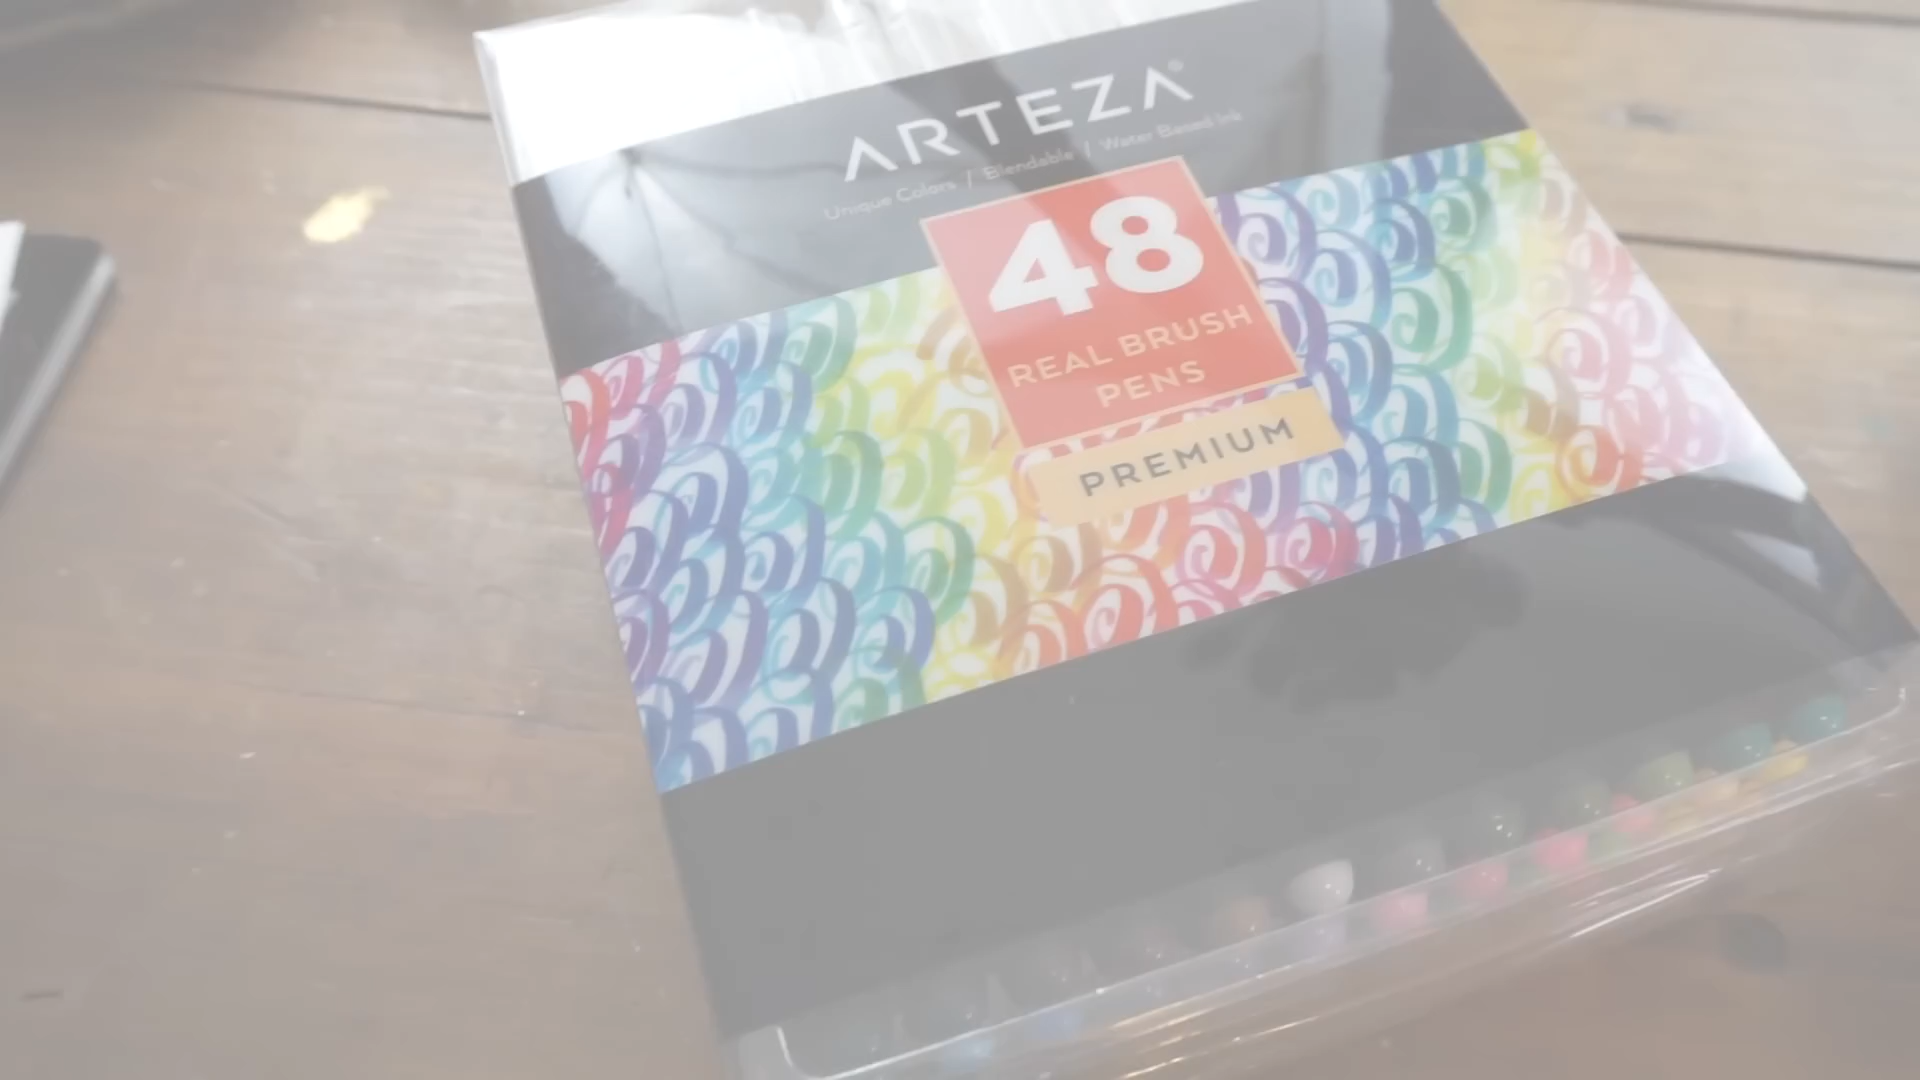 ARTEZA®
Unique Colors / Blendable / Water Based Ink
48
REAL BRUSH
PENS
PREMIUM